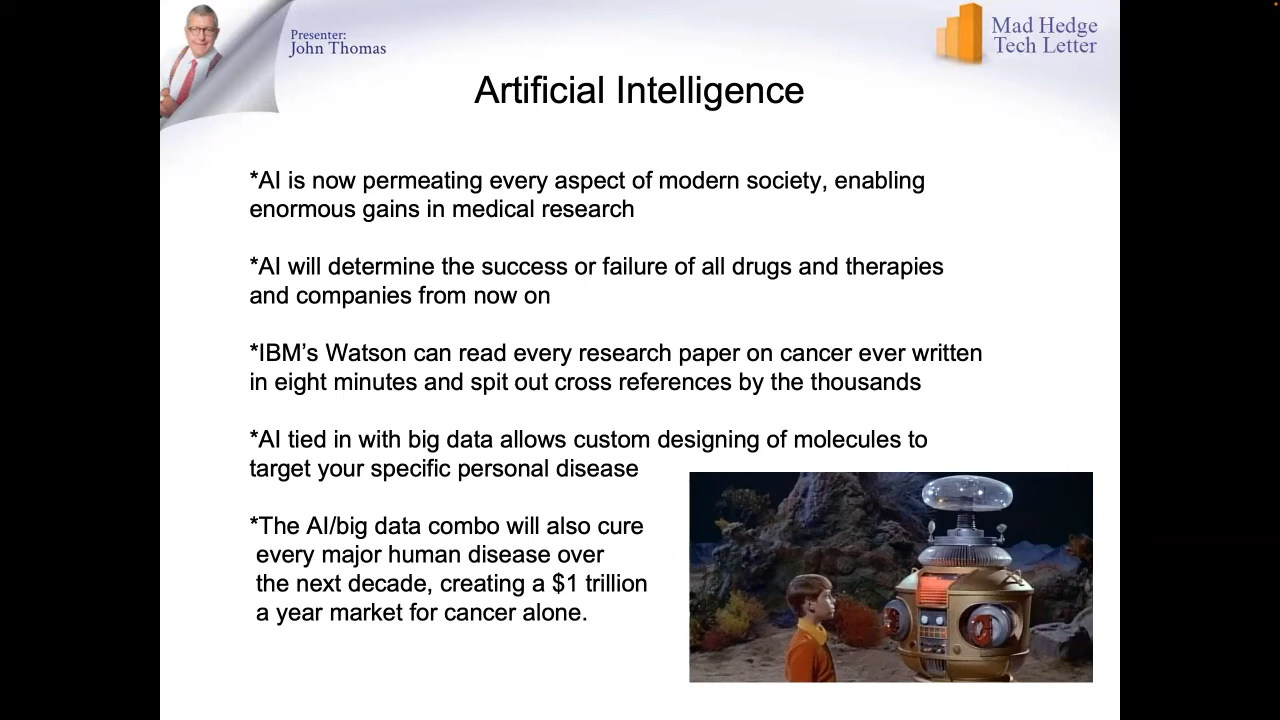 Presenter:
John Thomas
Mad Hedge
Tech Letter
Artificial Intelligence
*AI is now permeating every aspect of modern society, enabling
enormous gains in medical research
*AI will determine the success or failure of all drugs and therapies
and companies from now on
*IBM’s Watson can read every research paper on cancer ever written
in eight minutes and spit out cross references by the thousands
*AI tied in with big data allows custom designing of molecules to
target your specific personal disease
*The AI/big data combo will also cure
every major human disease over
the next decade, creating a $1 trillion
a year market for cancer alone.